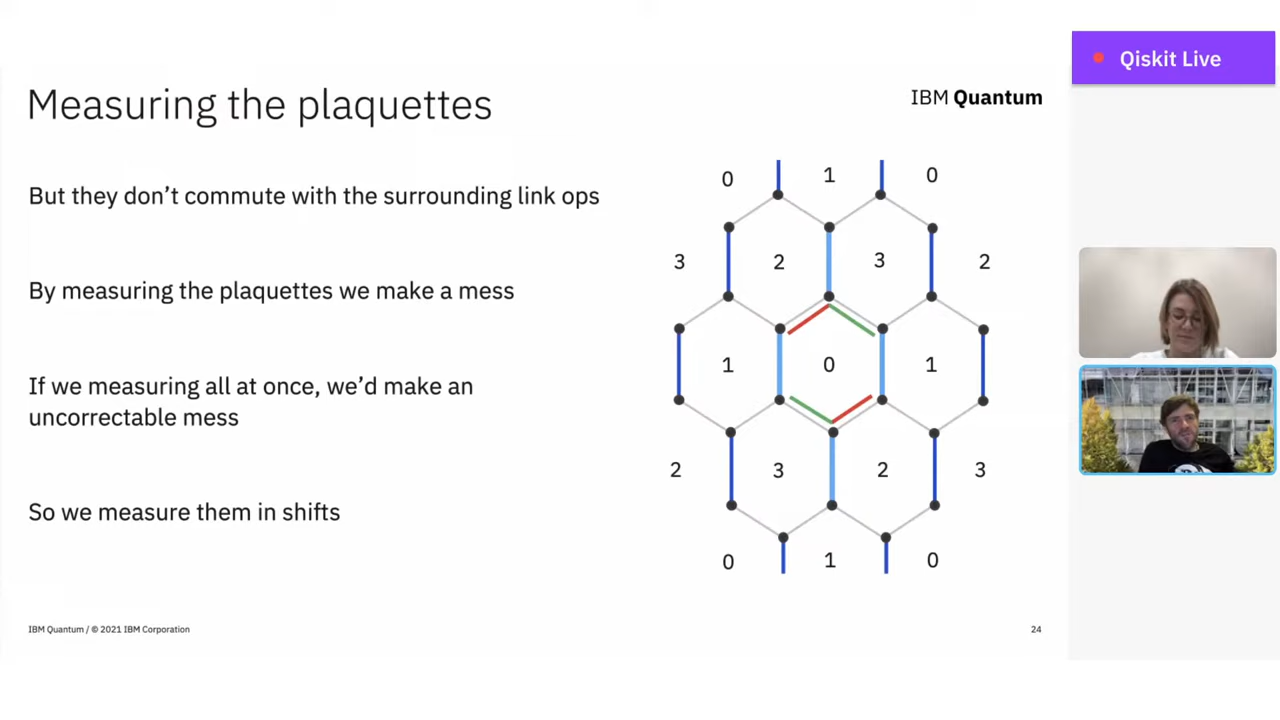 Qiskit Live
Measuring the plaquettes
IBM Quantum
But they don’t commute with the surrounding link ops
By measuring the plaquettes we make a mess
If we measuring all at once, we’d make an
uncorrectable mess
So we measure them in shifts
0 1 0
3 2 3 2
1 0 1
2 3 2 3
0 1 0
IBM Quantum / © 2021 IBM Corporation
24